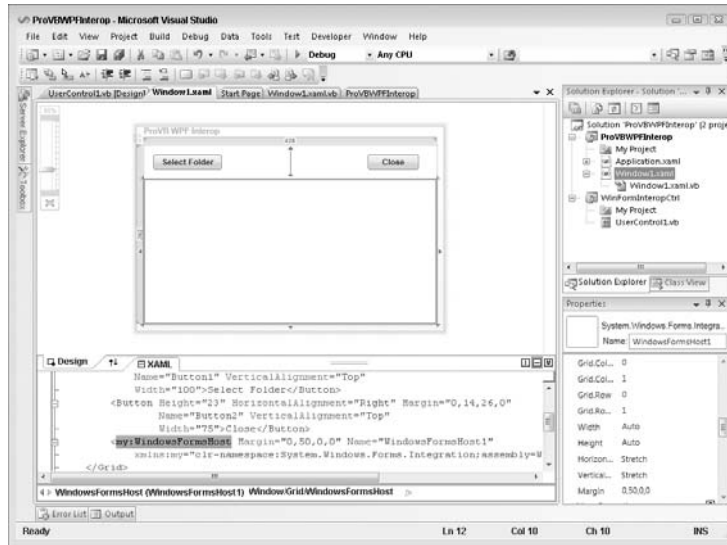 ProVBWPFInterop - Microsoft Visual Studio
File Edit View Project Build Debug Data Tools Test Developer Window Help
Debug Any CPU
UserControl1.vb [Design] Window1.xaml Start Page Window1.xaml.vb ProVBWPFInterop
Server Explorer
Toolbox
ProVB WPF Interop
Select Folder Close
Design XAML
Name="Button1" VerticalAlignment="Top"
Width="100">Select Folder</Button>
<Button Height="23" HorizontalAlignment="Right" Margin="0,14,26,0"
Name="Button2" VerticalAlignment="Top"
Width="75">Close</Button>
<my:WindowsFormsHost Margin="0,50,0,0" Name="WindowsFormsHost1"
xmlns:my="clr-namespace:System.Windows.Forms.Integration;assembly=W
</Grid>
WindowsFormsHost (WindowsFormsHost1) Window/Grid/WindowsFormsHost
Error List Output
Solution Explorer - Solution '...
Solution 'ProVBWPFInterop' (2 proje
ProVBWPFInterop
My Project
Application.xaml
Window1.xaml
Window1.xaml.vb
WinFormInteropCtrl
My Project
UserControl1.vb
Solution Explorer Class View
Properties
System.Windows.Forms.Integra...
Name: WindowsFormsHost1
Grid.Col... 0
Grid.Col... 1
Grid.Row 0
Grid.Ro... 1
Width Auto
Height Auto
Horizon... Stretch
Vertical... Stretch
Margin 0,50,0,0
Ready Ln 12 Col 10 Ch 10 INS